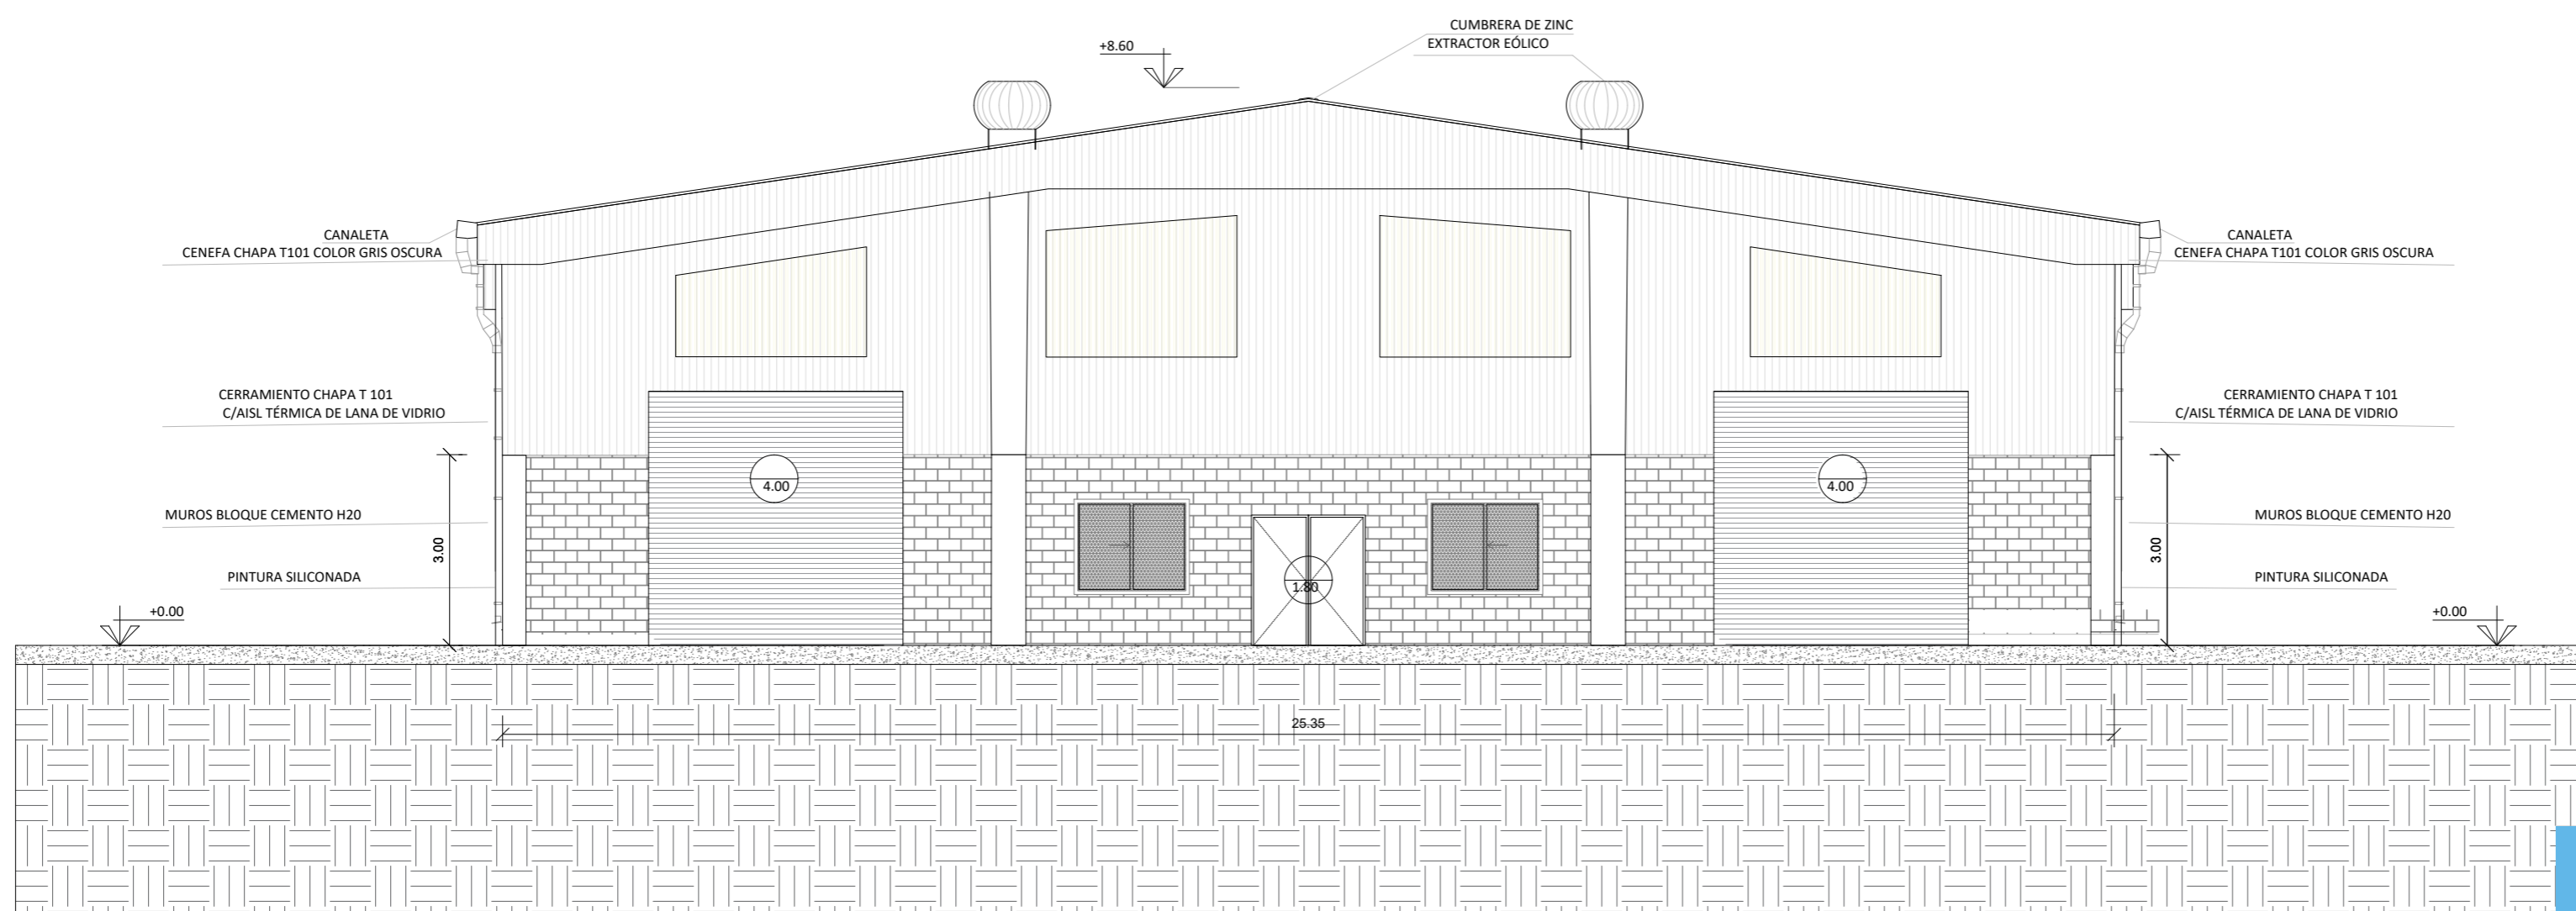 CUMBRERA DE ZINC
EXTRACTOR EÓLICO
+8.60
CANALETA
CENEFA CHAPA T101 COLOR GRIS OSCURA
CANALETA
CENEFA CHAPA T101 COLOR GRIS OSCURA
CERRAMIENTO CHAPA T 101
C/AISL TÉRMICA DE LANA DE VIDRIO
CERRAMIENTO CHAPA T 101
C/AISL TÉRMICA DE LANA DE VIDRIO
4.00
4.00
MUROS BLOQUE CEMENTO H20
MUROS BLOQUE CEMENTO H20
3.00
3.00
PINTURA SILICONADA
1.80
PINTURA SILICONADA
+0.00
+0.00
25.35